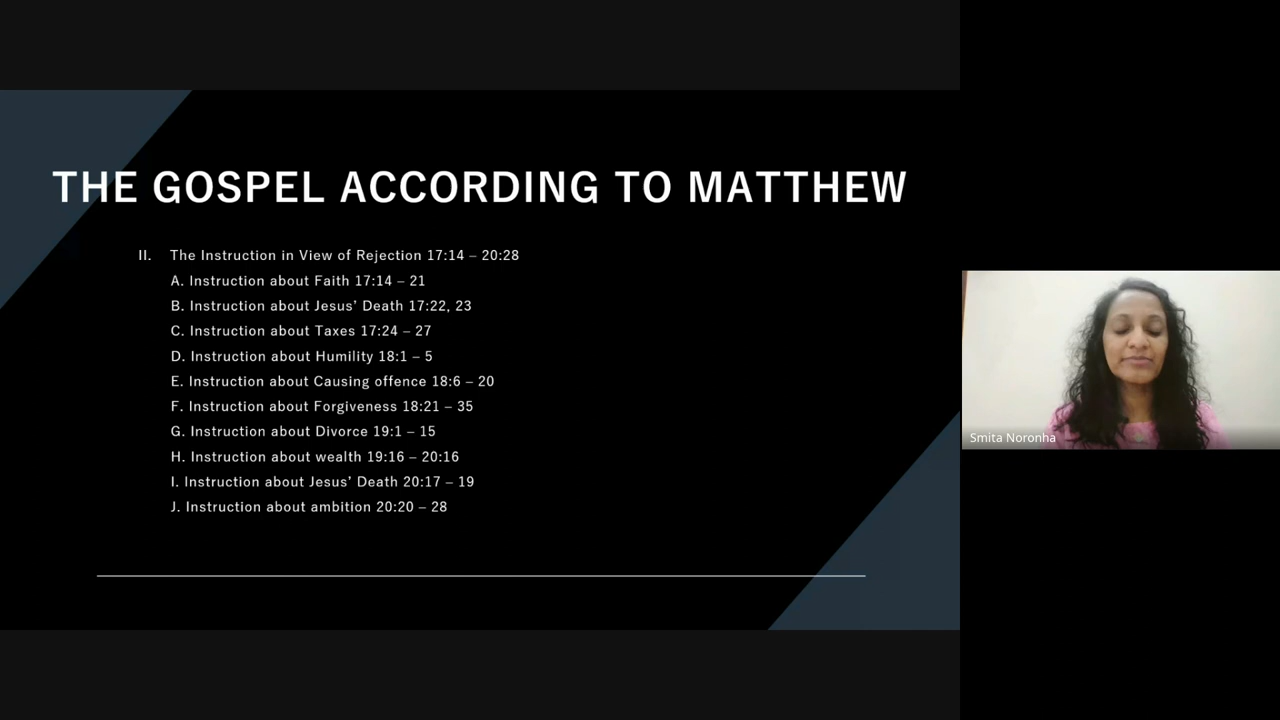 THE GOSPEL ACCORDING TO MATTHEW
II. The Instruction in View of Rejection 17:14 – 20:28
A. Instruction about Faith 17:14 – 21
B. Instruction about Jesus’ Death 17:22, 23
C. Instruction about Taxes 17:24 – 27
D. Instruction about Humility 18:1 – 5
E. Instruction about Causing offence 18:6 – 20
F. Instruction about Forgiveness 18:21 – 35
G. Instruction about Divorce 19:1 – 15
H. Instruction about wealth 19:16 – 20:16
I. Instruction about Jesus’ Death 20:17 – 19
J. Instruction about ambition 20:20 – 28
Smita Noronha